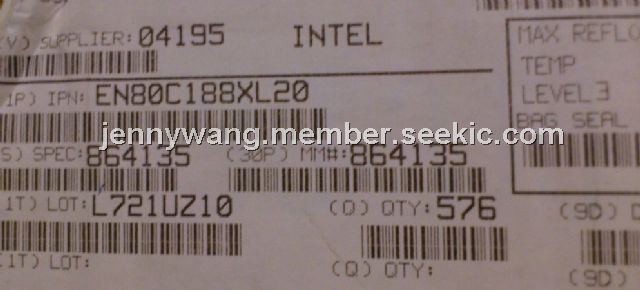 (V) SUPPLIER: 04195 INTEL
1P) IPN: EN80C188XL20
S) SPEC: 864135 (30P) MM#: 864135
(1T) LOT: L721UZ10 (Q) QTY: 576 (9D) D
(1T) LOT: (Q) QTY: (9D)
MAX REFLO
TEMP
LEVEL 3
BAG SEAL
jennywang.member.seekic.com